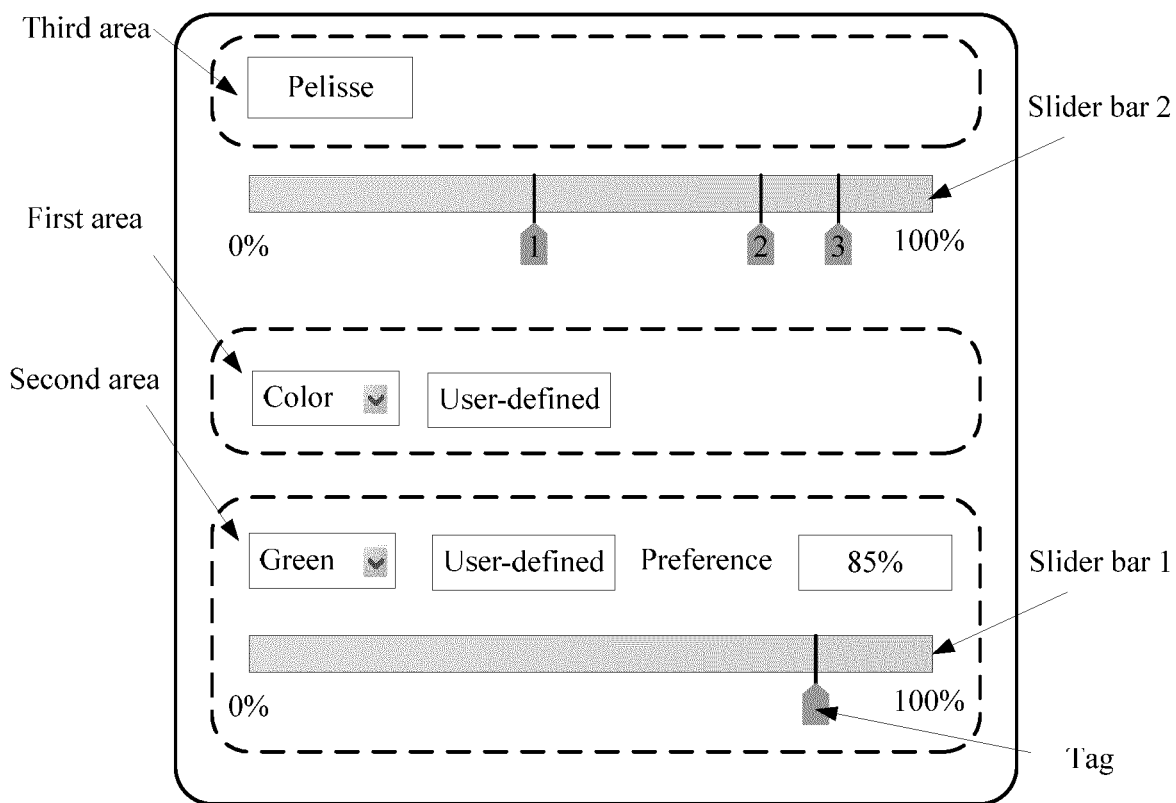 Third area
Pelisse
Slider bar 2
First area
0%
1
2
3
100%
Second area
Color
User-defined
Green
User-defined
Preference
85%
Slider bar 1
0%
100%
Tag